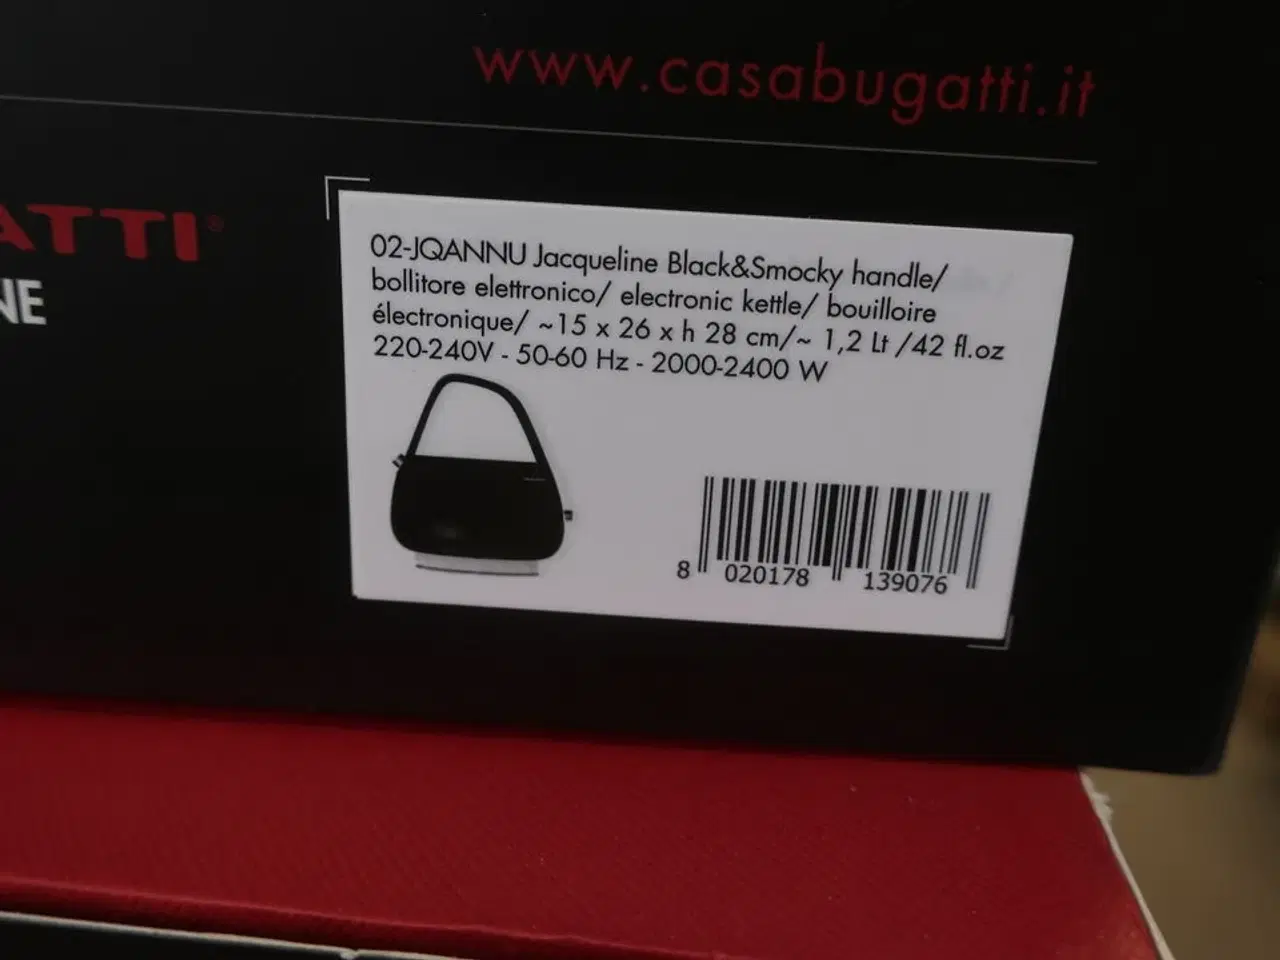 www.casabugatti.it
ATTI®
NE
02-JQANNU Jacqueline Black&Smocky handle/
bollitore elettronico/ electronic kettle/ bouilloire
électronique/ ~15 x 26 x h 28 cm/~ 1,2 Lt /42 fl.oz
220-240V - 50-60 Hz - 2000-2400 W
8 020178 139076